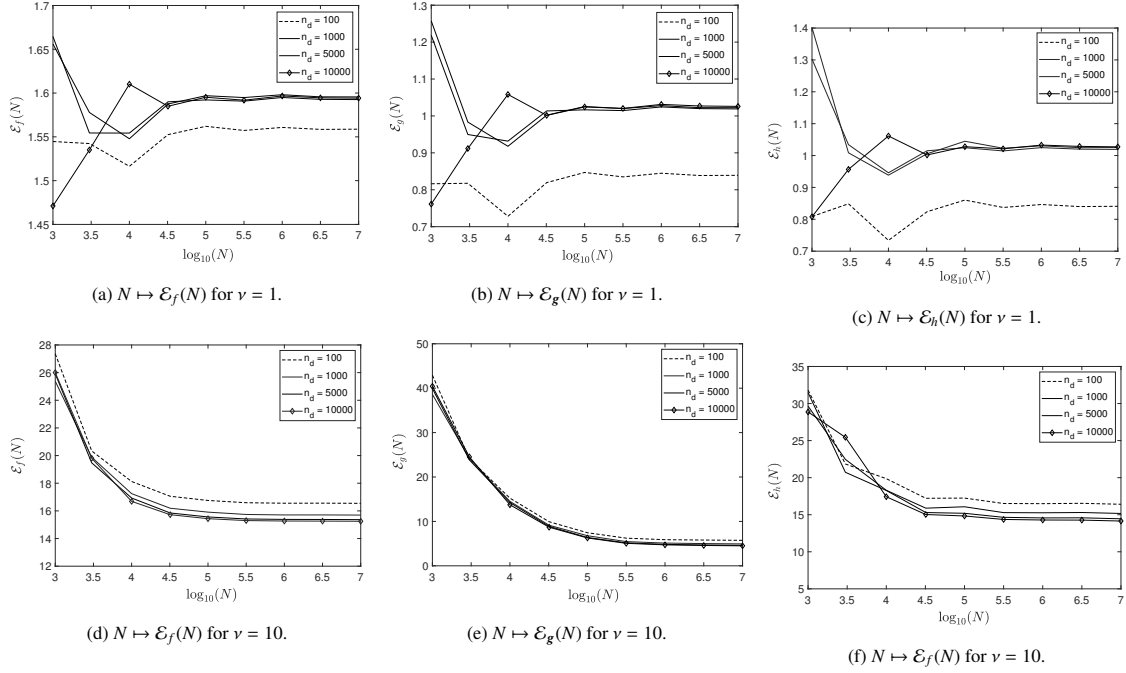 1.7
1.65
1.6
1.55
1.5
1.45
3 3.5 4 4.5 5 5.5 6 6.5 7
log₁₀(N)
ℰ_f(N)
n_d = 100
n_d = 1000
n_d = 5000
n_d = 10000
(a) N ↦ ℰ_f(N) for ν = 1.
1.3
1.2
1.1
1
0.9
0.8
0.7
3 3.5 4 4.5 5 5.5 6 6.5 7
log₁₀(N)
ℰ_g(N)
n_d = 100
n_d = 1000
n_d = 5000
n_d = 10000
(b) N ↦ ℰ_g(N) for ν = 1.
1.4
1.3
1.2
1.1
1
0.9
0.8
0.7
3 3.5 4 4.5 5 5.5 6 6.5 7
log₁₀(N)
ℰ_h(N)
n_d = 100
n_d = 1000
n_d = 5000
n_d = 10000
(c) N ↦ ℰ_h(N) for ν = 1.
28
26
24
22
20
18
16
14
12
3 3.5 4 4.5 5 5.5 6 6.5 7
log₁₀(N)
ℰ_f(N)
n_d = 100
n_d = 1000
n_d = 5000
n_d = 10000
(d) N ↦ ℰ_f(N) for ν = 10.
50
40
30
20
10
0
3 3.5 4 4.5 5 5.5 6 6.5 7
log₁₀(N)
ℰ_g(N)
n_d = 100
n_d = 1000
n_d = 5000
n_d = 10000
(e) N ↦ ℰ_g(N) for ν = 10.
35
30
25
20
15
10
5
3 3.5 4 4.5 5 5.5 6 6.5 7
log₁₀(N)
ℰ_h(N)
n_d = 100
n_d = 1000
n_d = 5000
n_d = 10000
(f) N ↦ ℰ_f(N) for ν = 10.